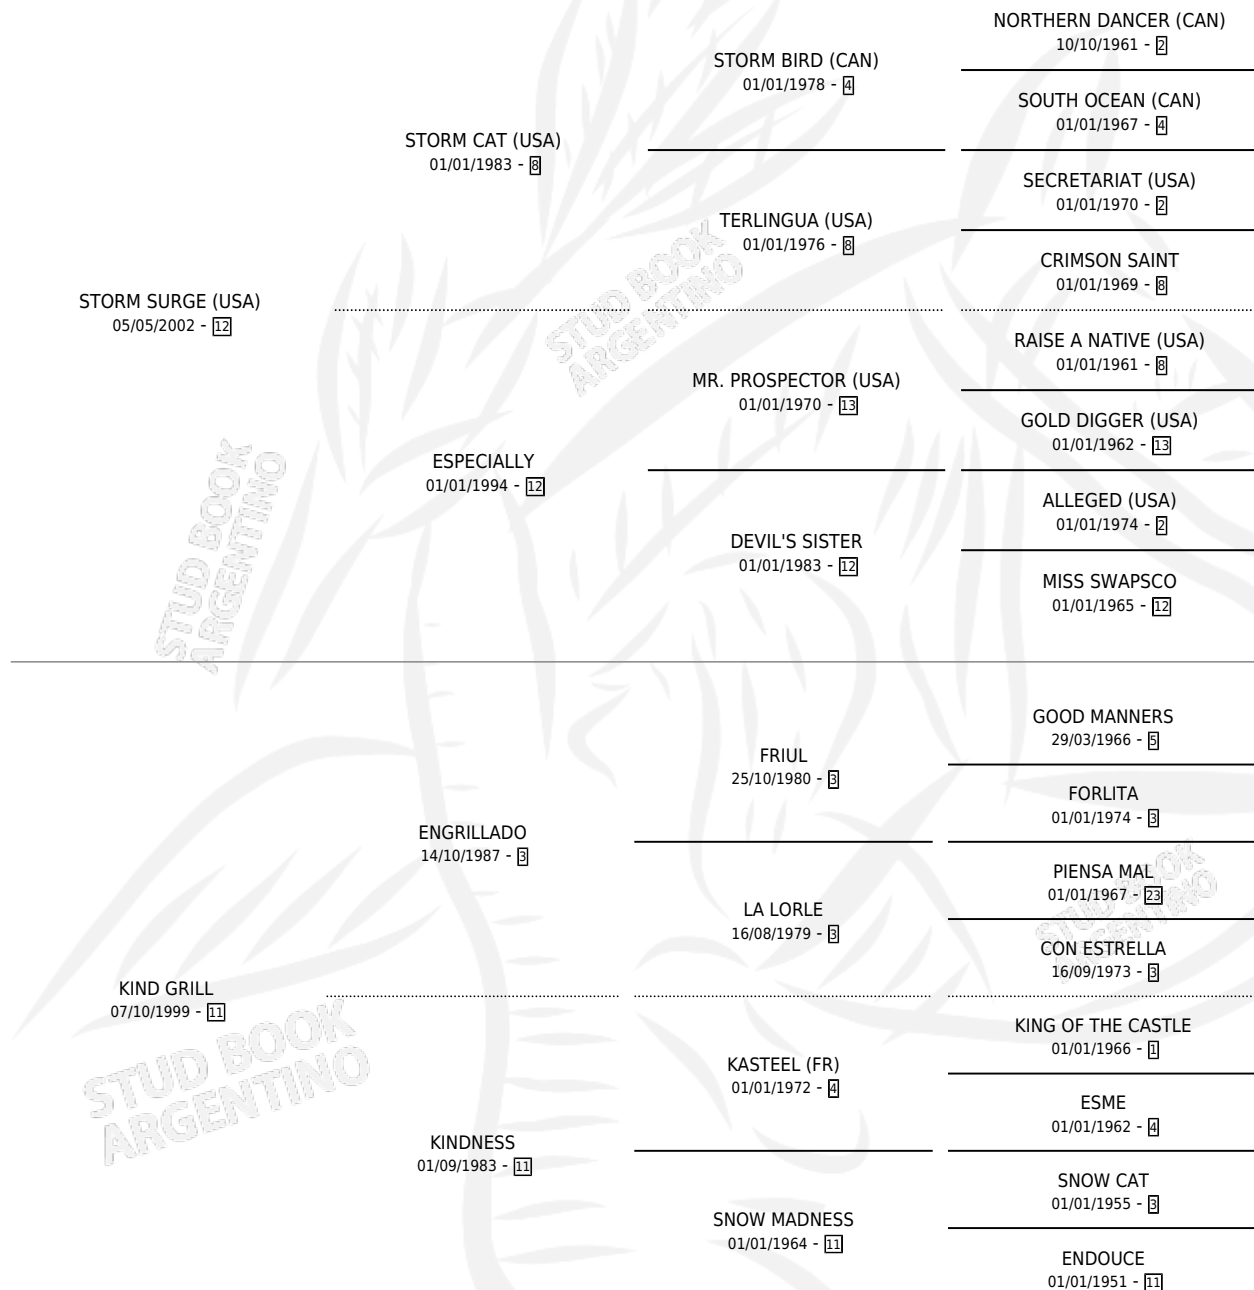 NORTHERN DANCER (CAN)
10/10/1961 - 2
STORM BIRD (CAN)
01/01/1978 - 4
SOUTH OCEAN (CAN)
01/01/1967 - 4
STORM CAT (USA)
01/01/1983 - 8
SECRETARIAT (USA)
01/01/1970 - 2
TERLINGUA (USA)
01/01/1976 - 8
CRIMSON SAINT
01/01/1969 - 8
STORM SURGE (USA)
05/05/2002 - 12
RAISE A NATIVE (USA)
01/01/1961 - 8
MR. PROSPECTOR (USA)
01/01/1970 - 13
GOLD DIGGER (USA)
01/01/1962 - 13
ESPECIALLY
01/01/1994 - 12
ALLEGED (USA)
01/01/1974 - 2
DEVIL'S SISTER
01/01/1983 - 12
MISS SWAPSCO
01/01/1965 - 12
GOOD MANNERS
29/03/1966 - 5
FRIUL
25/10/1980 - 3
FORLITA
01/01/1974 - 3
ENGRILLADO
14/10/1987 - 3
PIENSA MAL
01/01/1967 - 23
LA LORLE
16/08/1979 - 3
CON ESTRELLA
16/09/1973 - 3
KIND GRILL
07/10/1999 - 11
KING OF THE CASTLE
01/01/1966 - 1
KASTEEL (FR)
01/01/1972 - 4
ESME
01/01/1962 - 4
KINDNESS
01/09/1983 - 11
SNOW CAT
01/01/1955 - 3
SNOW MADNESS
01/01/1964 - 11
ENDOUCE
01/01/1951 - 11
STUD BOOK
ARGENTINO
STUD BOOK
ARGENTINO
STUD BOOK
ARGENTINO
STUD BOOK
ARGENTINO